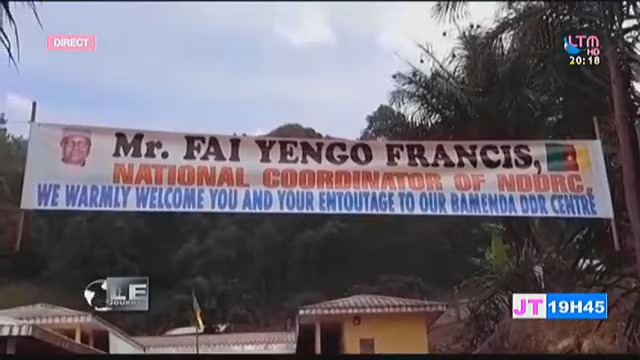 DIRECT
LTM
HD
20:18
Mr. FAI YENGO FRANCIS,
NATIONAL COORDINATOR OF NDDRC,
WE WARMLY WELCOME YOU AND YOUR ENTOUTAGE TO OUR BAMENDA DDR CENTRE
LE
JOURNAL
JT 19H45